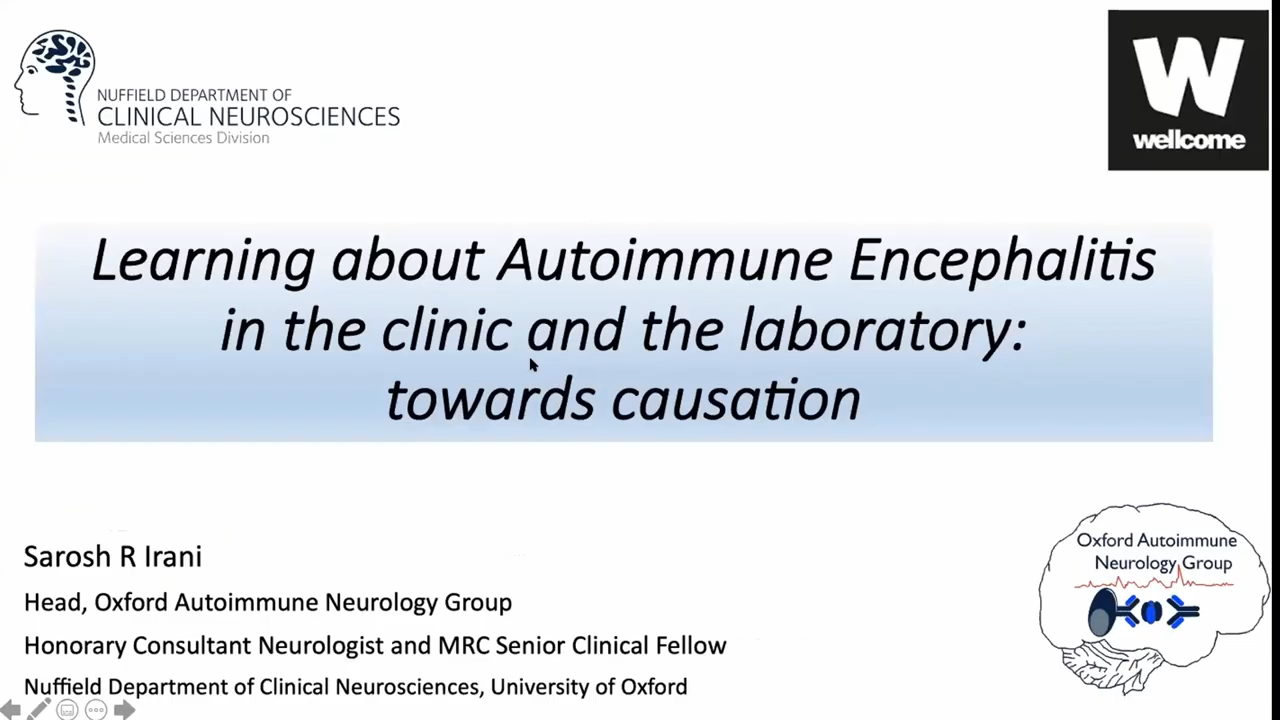 NUFFIELD DEPARTMENT OF
CLINICAL NEUROSCIENCES
Medical Sciences Division
W
wellcome
Learning about Autoimmune Encephalitis
in the clinic and the laboratory:
towards causation
Sarosh R Irani
Head, Oxford Autoimmune Neurology Group
Honorary Consultant Neurologist and MRC Senior Clinical Fellow
Nuffield Department of Clinical Neurosciences, University of Oxford
Oxford Autoimmune
Neurology Group